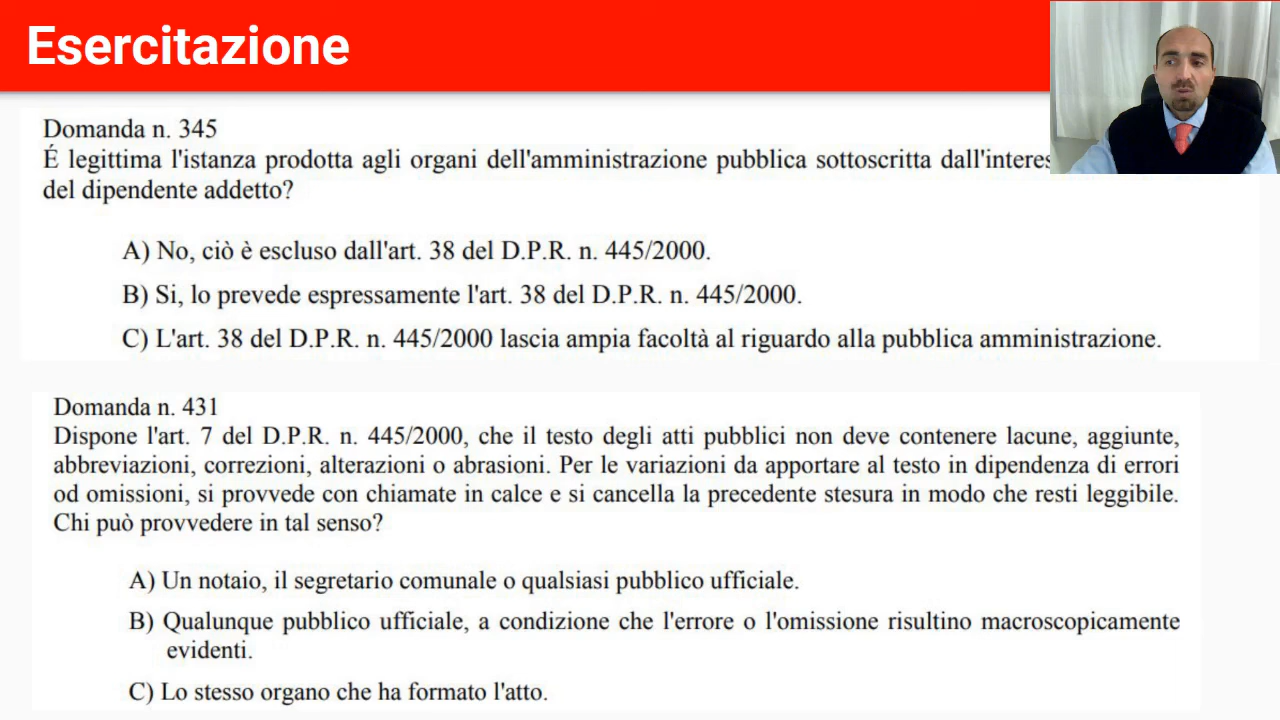 Esercitazione
Domanda n. 345
É legittima l'istanza prodotta agli organi dell'amministrazione pubblica sottoscritta
del dipendente addetto?
A) No, ciò è escluso dall'art. 38 del D.P.R. n. 445/2000.
B) Si, lo prevede espressamente l'art. 38 del D.P.R. n. 445/2000.
C) L'art. 38 del D.P.R. n. 445/2000 lascia ampia facoltà al riguardo alla pubblica amministrazione.
Domanda n. 431
Dispone l'art. 7 del D.P.R. n. 445/2000, che il testo degli atti pubblici non deve contenere lacune, aggiunte,
abbreviazioni, correzioni, alterazioni o abrasioni. Per le variazioni da apportare al testo in dipendenza di errori
od omissioni, si provvede con chiamate in calce e si cancella la precedente stesura in modo che resti leggibile.
Chi può provvedere in tal senso?
A) Un notaio, il segretario comunale o qualsiasi pubblico ufficiale.
B) Qualunque pubblico ufficiale, a condizione che l'errore o l'omissione risultino macroscopicamente
evidenti.
C) Lo stesso organo che ha formato l'atto.